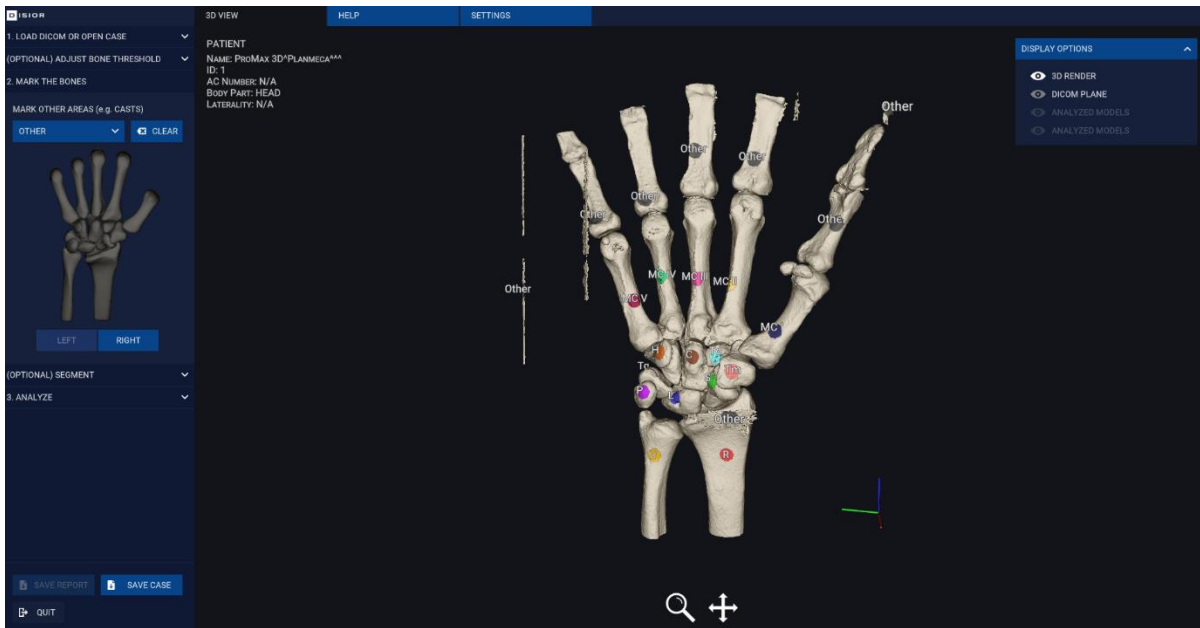 DISIOR
3D VIEW
HELP
SETTINGS
1. LOAD DICOM OR OPEN CASE
(OPTIONAL) ADJUST BONE THRESHOLD
2. MARK THE BONES
MARK OTHER AREAS (e.g. CASTS)
OTHER
CLEAR
LEFT
RIGHT
(OPTIONAL) SEGMENT
3. ANALYZE
SAVE REPORT
SAVE CASE
QUIT
PATIENT
NAME: PROMAX 3D^PLANMECA^^^
ID: 1
AC NUMBER: N/A
BODY PART: HEAD
LATERALITY: N/A
DISPLAY OPTIONS
3D RENDER
DICOM PLANE
ANALYZED MODELS
ANALYZED MODELS
Other
Other
Other
Other
Other
Other
Other
MC V
MC III
MC II
MC V
MC I
H
C
Tq
Tm
S
P
L
Other
R